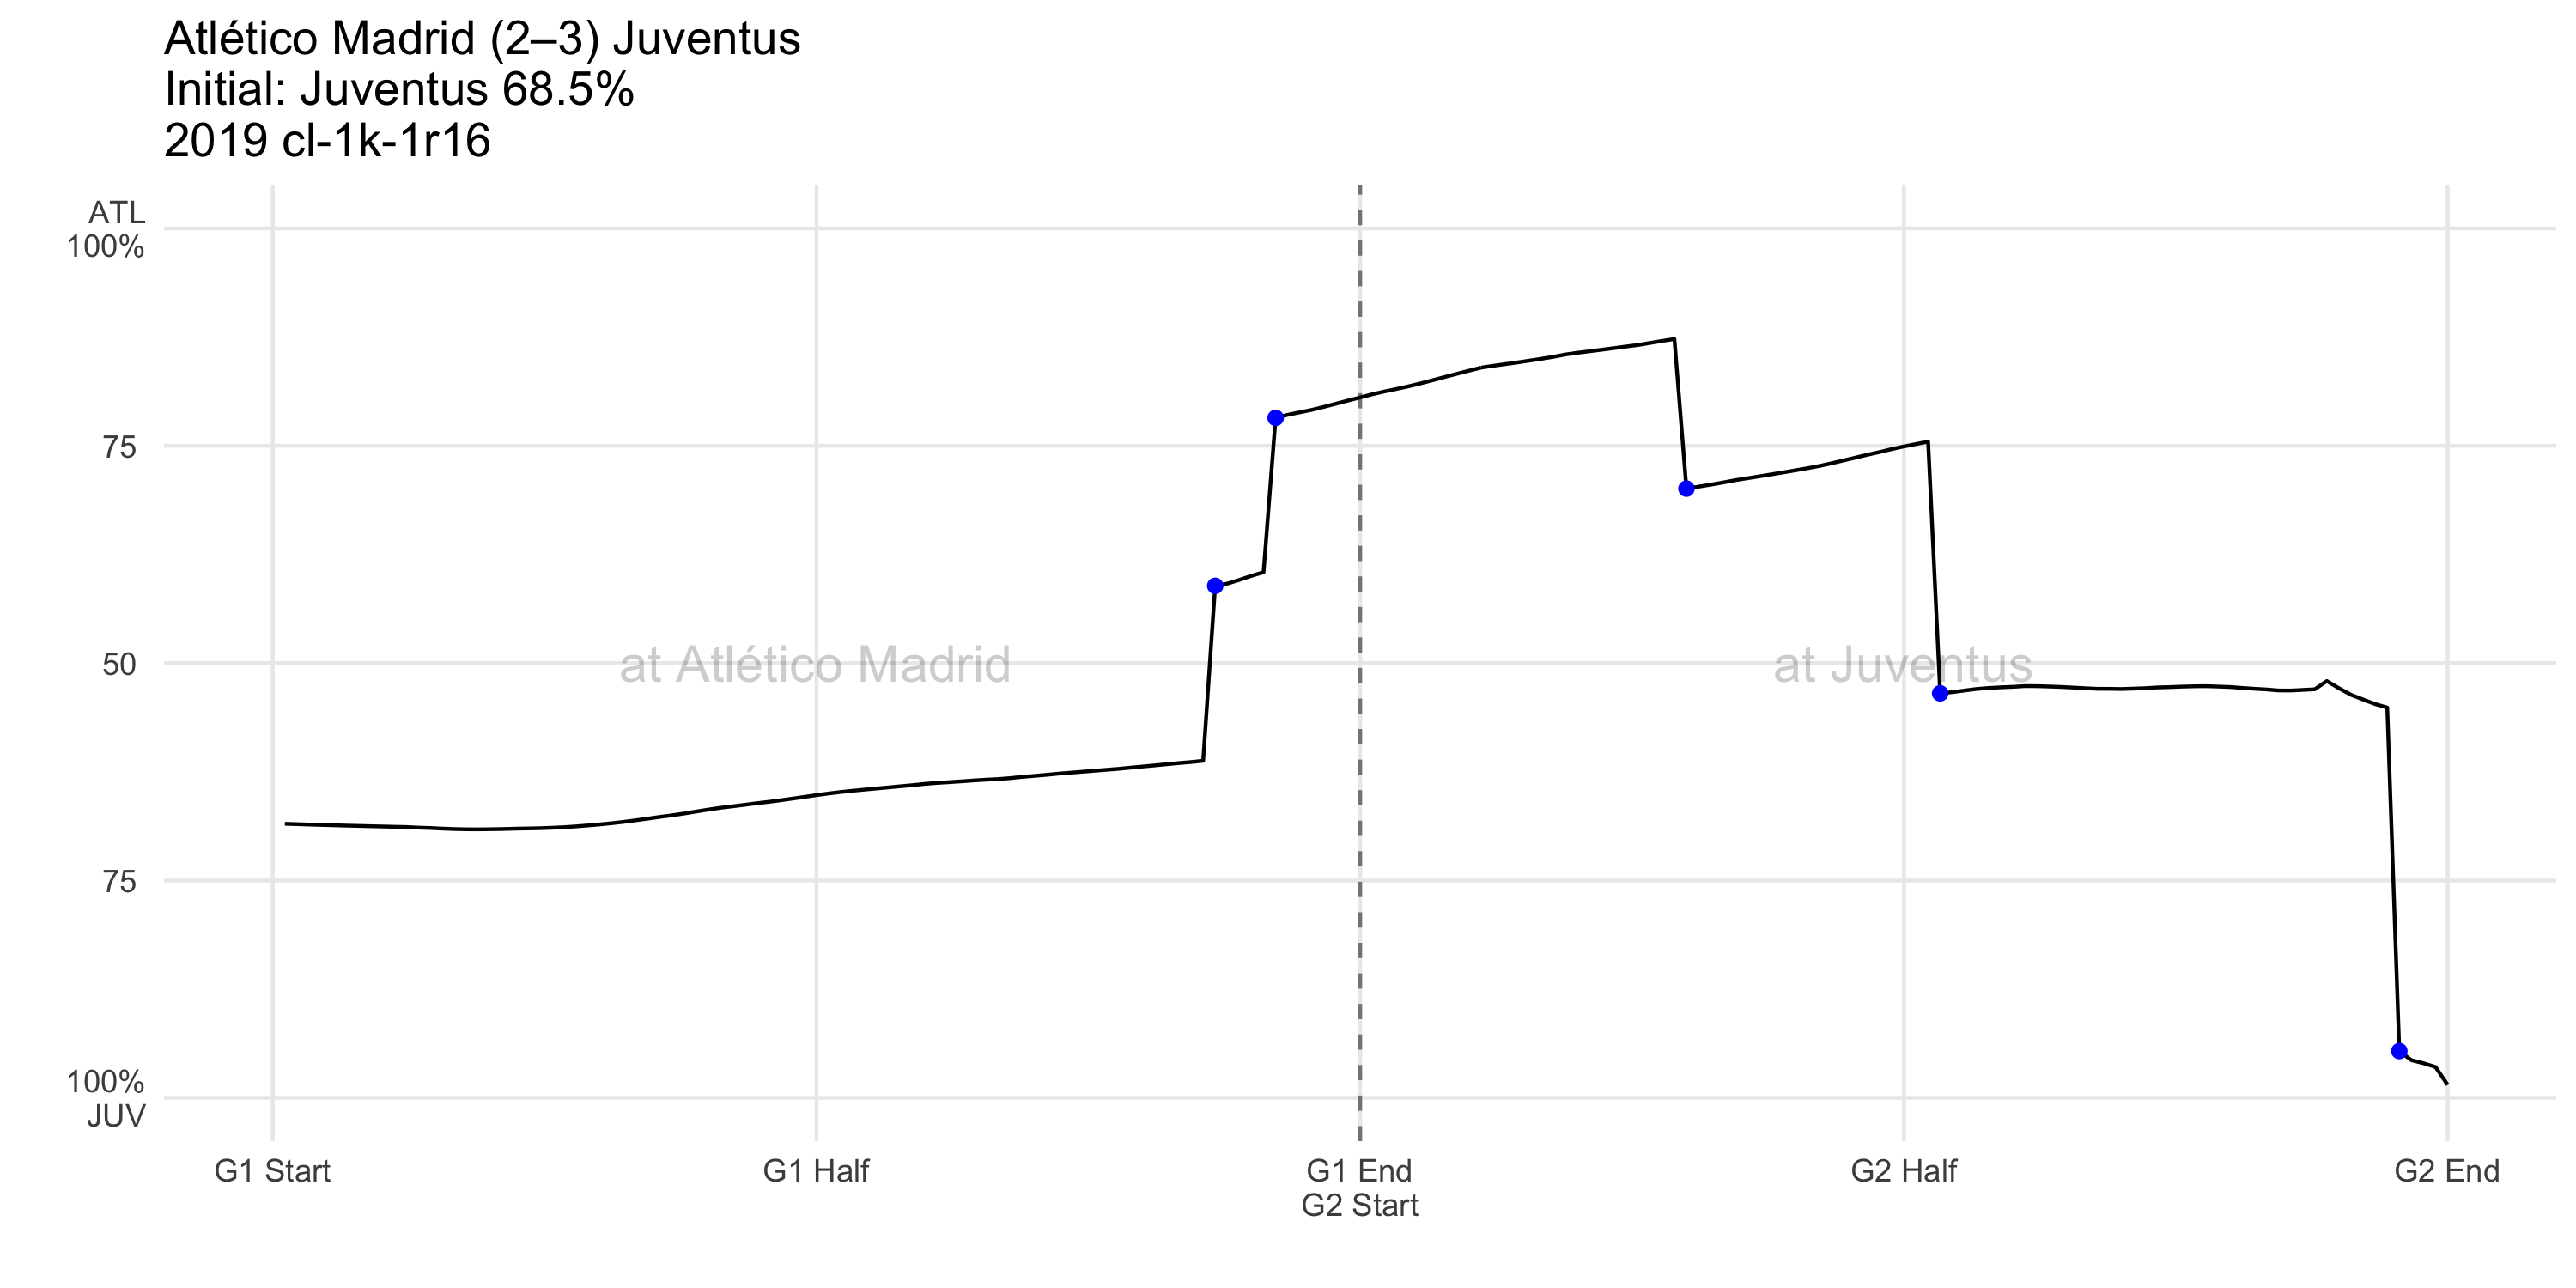 Atlético Madrid (2–3) Juventus
Initial: Juventus 68.5%
2019 cl-1k-1r16
ATL
100%
75
50
75
100%
JUV
at Atlético Madrid
at Juventus
G1 Start
G1 Half
G1 End
G2 Start
G2 Half
G2 End